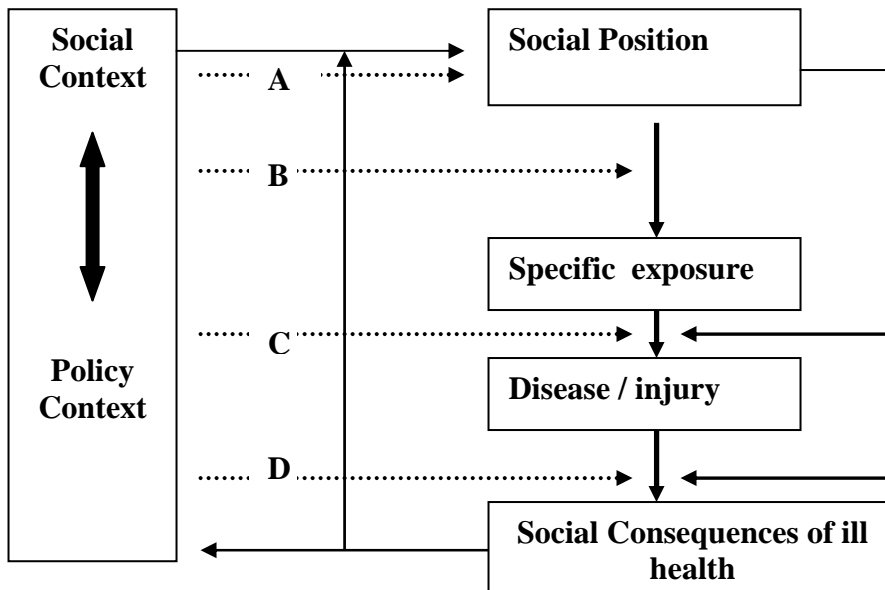 Social
Context
Social Position
A
B
Specific exposure
C
Policy
Context
Disease / injury
D
Social Consequences of ill
health